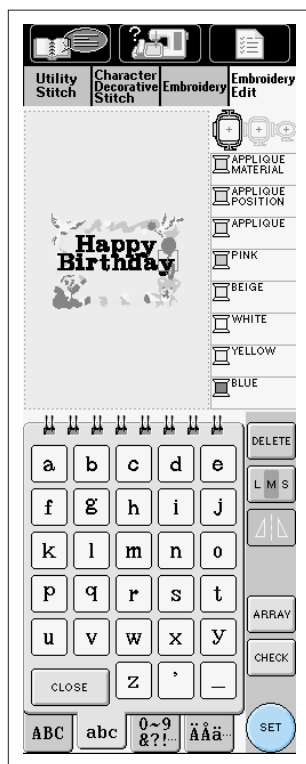 Utility Stitch
Character Decorative Stitch
Embroidery
Embroidery Edit
APPLIQUE MATERIAL
APPLIQUE POSITION
APPLIQUE
PINK
BEIGE
WHITE
YELLOW
BLUE
Happy
Birthday
DELETE
L M S
a b c d e
f g h i j
k l m n o
p q r s t
u v w x y
z ' _
ARRAY
CHECK
CLOSE
ABC
abc
0~9
&?!...
ÄÅä...
SET